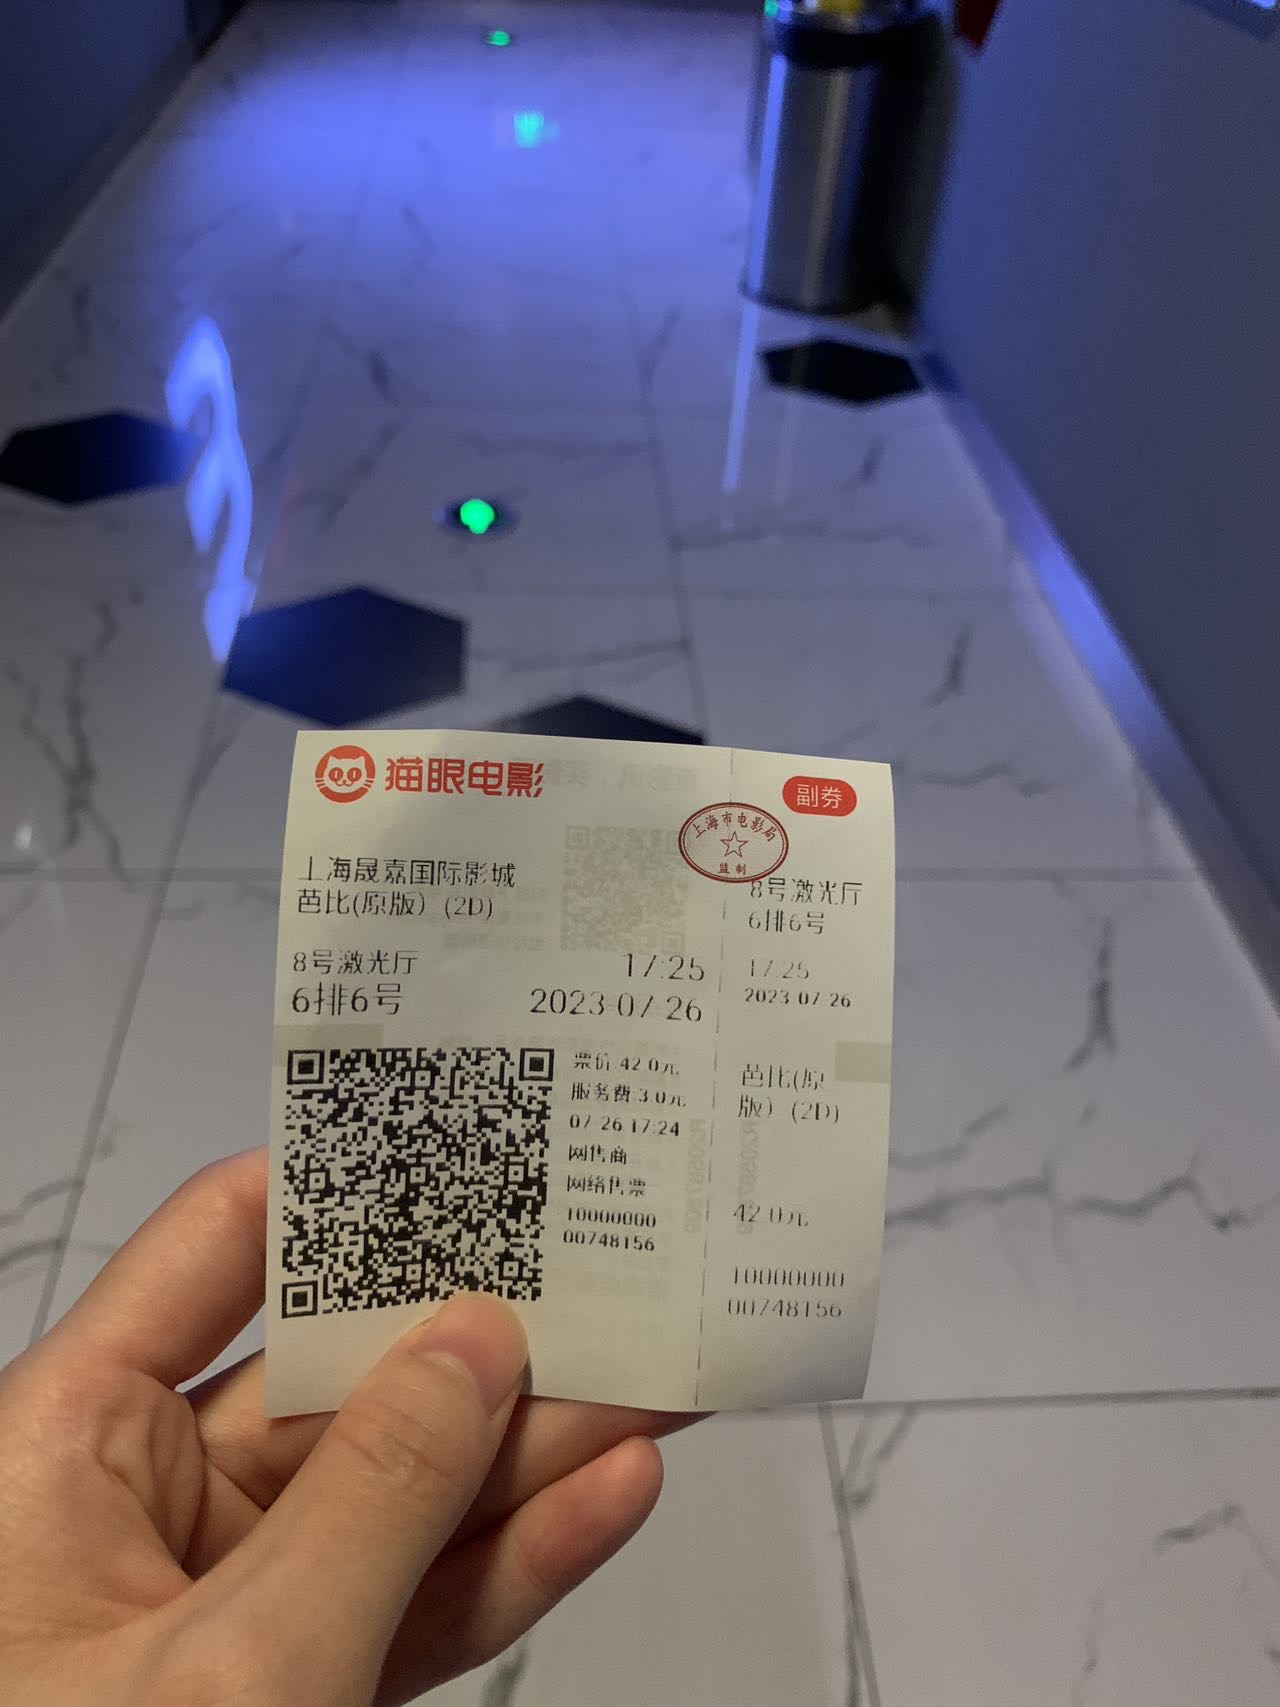 猫眼电影
副券
上海市电影局
监制
上海晟嘉国际影城
芭比(原版) (2D)
8号激光厅
17:25
6排6号
2023-07-26
票价:42.0元
服务费:3.0元
07-26 17:24
网售商
网络售票
10000000
00748156
8号激光厅
6排6号
17:25
2023-07-26
芭比(原
版) (2D)
42.0元
10000000
00748156